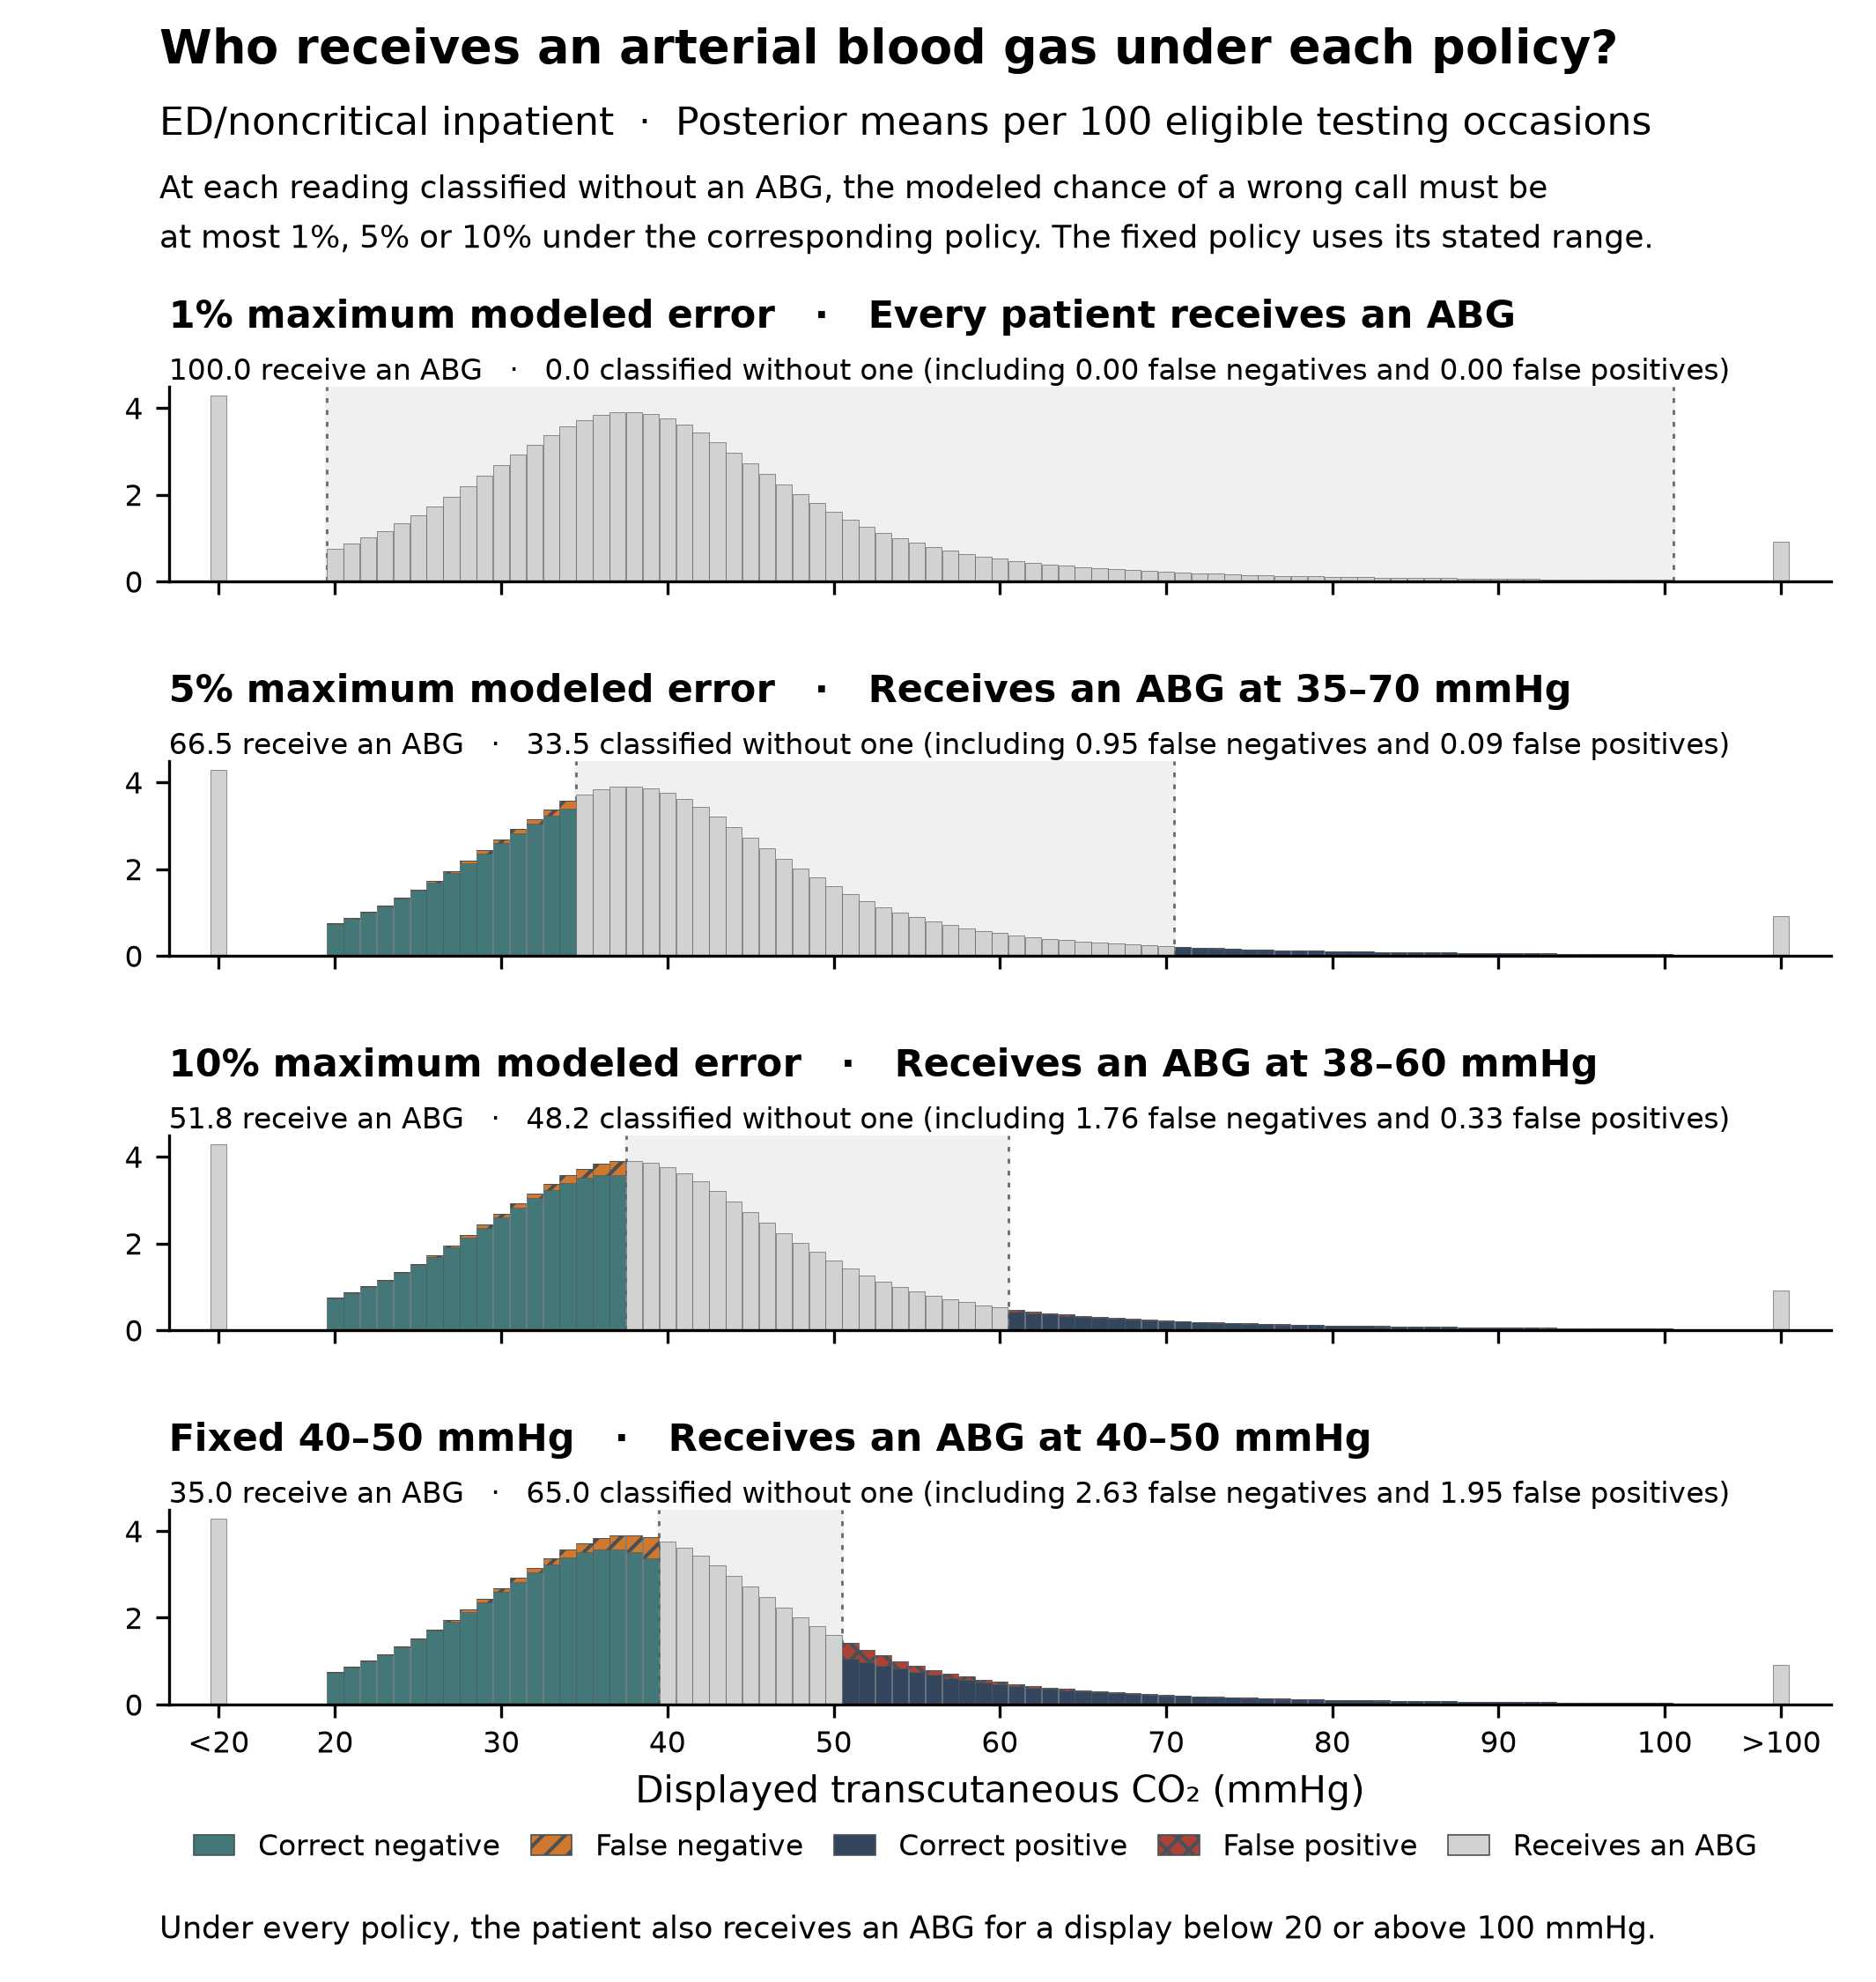 Who receives an arterial blood gas under each policy?
ED/noncritical inpatient · Posterior means per 100 eligible testing occasions
At each reading classified without an ABG, the modeled chance of a wrong call must be
at most 1%, 5% or 10% under the corresponding policy. The fixed policy uses its stated range.
1% maximum modeled error · Every patient receives an ABG
100.0 receive an ABG · 0.0 classified without one (including 0.00 false negatives and 0.00 false positives)
4
2
0
5% maximum modeled error · Receives an ABG at 35–70 mmHg
66.5 receive an ABG · 33.5 classified without one (including 0.95 false negatives and 0.09 false positives)
4
2
0
10% maximum modeled error · Receives an ABG at 38–60 mmHg
51.8 receive an ABG · 48.2 classified without one (including 1.76 false negatives and 0.33 false positives)
4
2
0
Fixed 40–50 mmHg · Receives an ABG at 40–50 mmHg
35.0 receive an ABG · 65.0 classified without one (including 2.63 false negatives and 1.95 false positives)
4
2
0
<20 20 30 40 50 60 70 80 90 100 >100
Displayed transcutaneous CO₂ (mmHg)
Correct negative False negative Correct positive False positive Receives an ABG
Under every policy, the patient also receives an ABG for a display below 20 or above 100 mmHg.